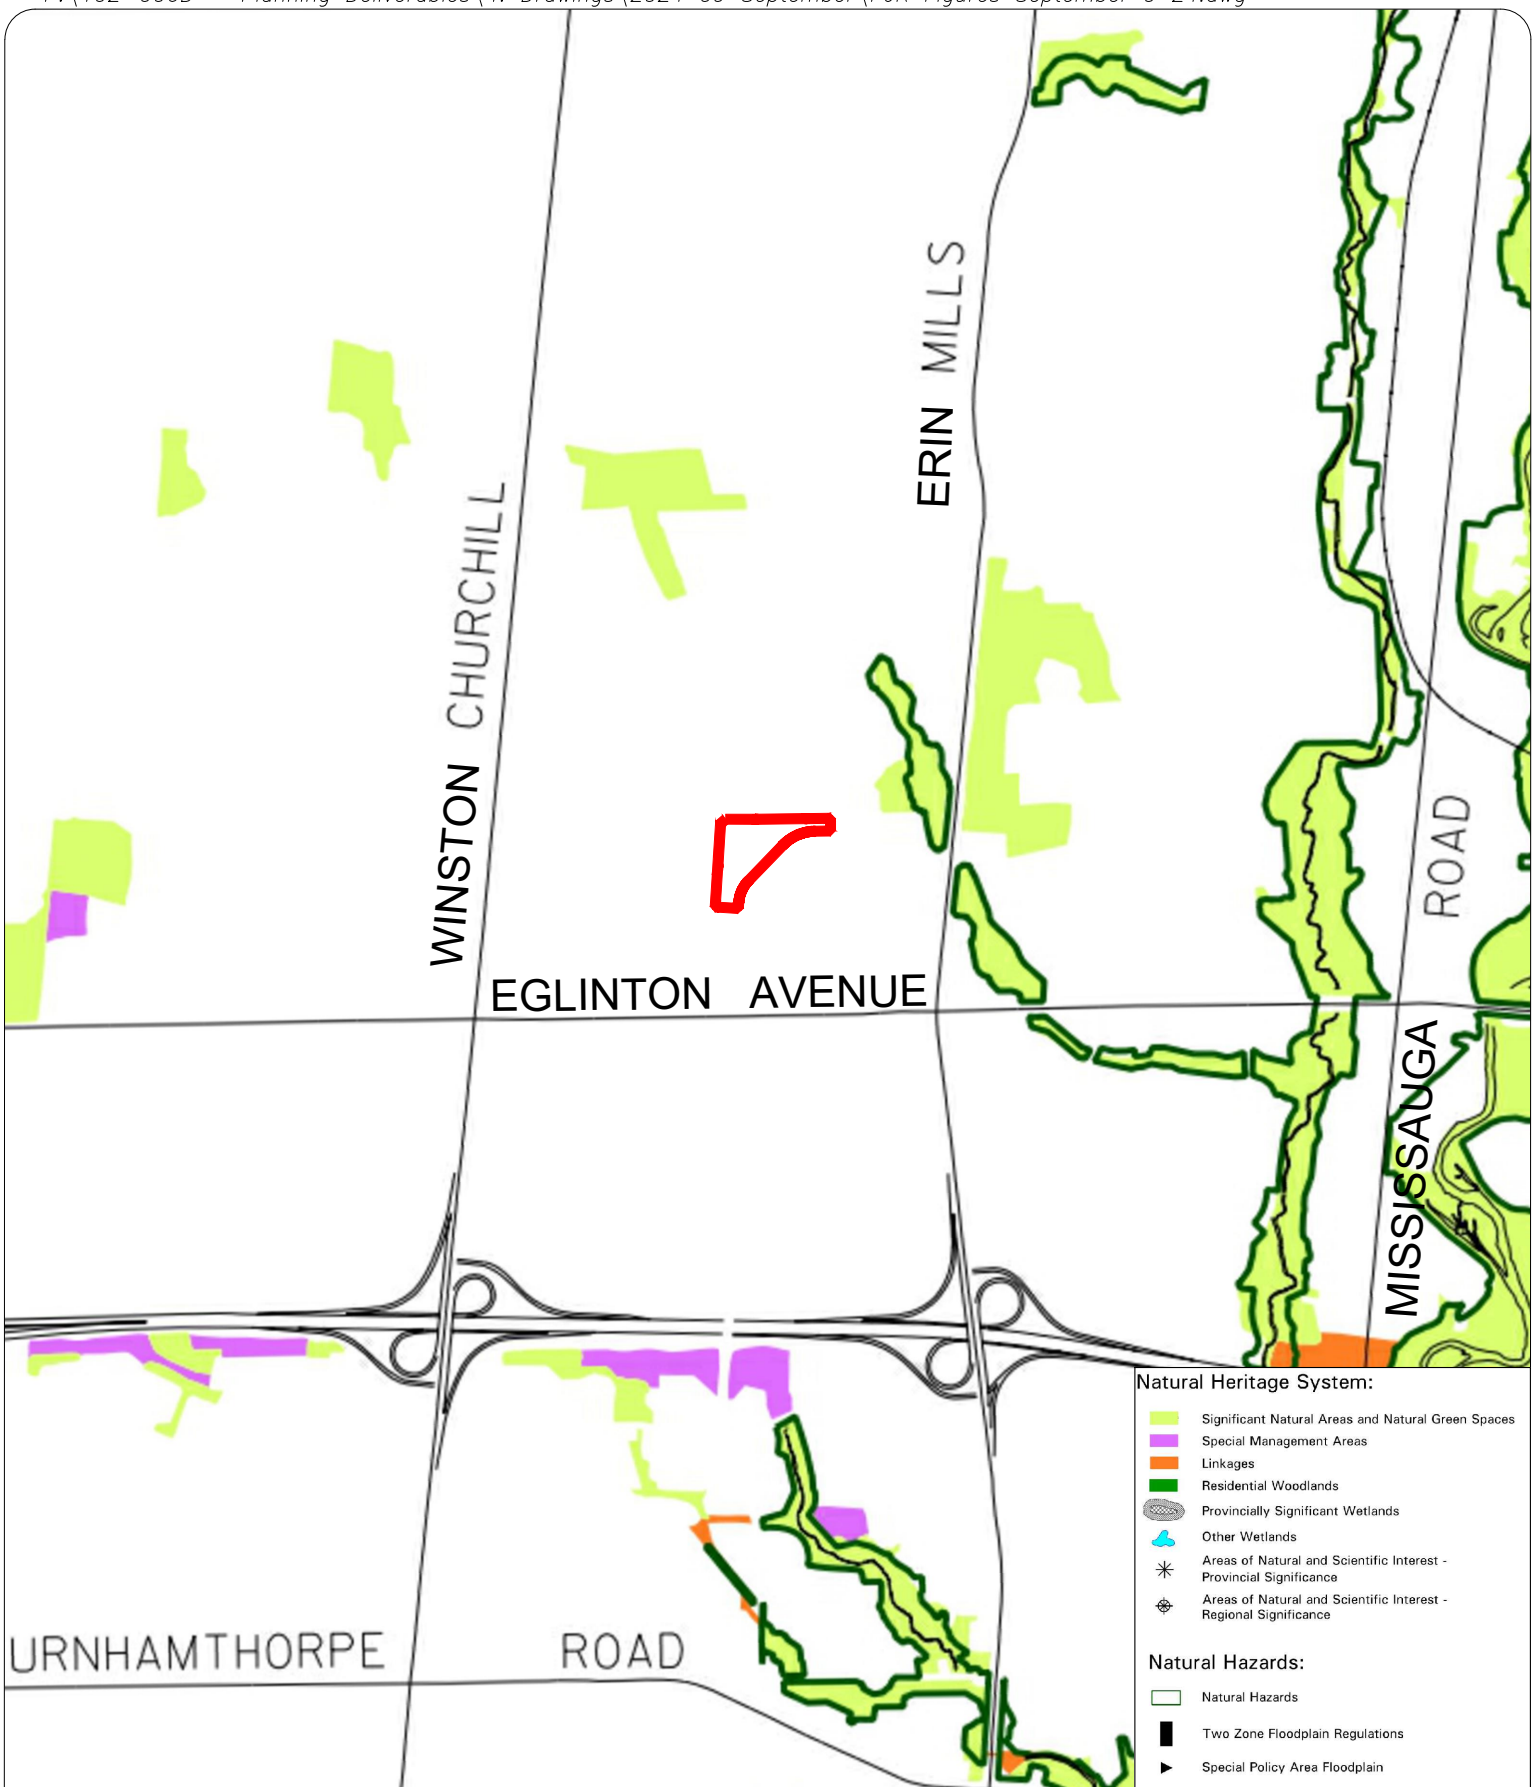 ERIN MILLS
WINSTON CHURCHILL
EGLINTON AVENUE
MISSISSAUGA ROAD
URNHAMTHORPE ROAD
Natural Heritage System:
Significant Natural Areas and Natural Green Spaces
Special Management Areas
Linkages
Residential Woodlands
Provincially Significant Wetlands
Other Wetlands
Areas of Natural and Scientific Interest -
Provincial Significance
Areas of Natural and Scientific Interest -
Regional Significance
Natural Hazards:
Natural Hazards
Two Zone Floodplain Regulations
Special Policy Area Floodplain